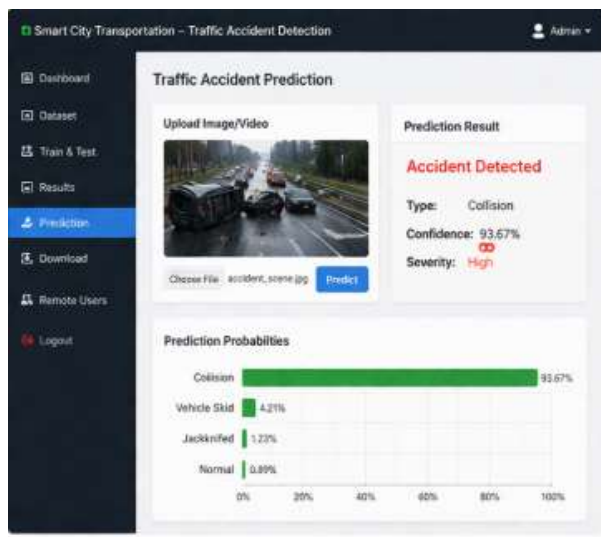 Smart City Transportation – Traffic Accident Detection
Admin
Dashboard
Dataset
Train & Test
Results
Prediction
Download
Remote Users
Logout
Traffic Accident Prediction
Upload Image/Video
Choose File accident_scene.jpg Predict
Prediction Result
Accident Detected
Type: Collision
Confidence: 93.67%
Severity: High
Prediction Probabilties
Collision 93.67%
Vehicle Skid 4.21%
Jackknifed 1.23%
Normal 0.89%
0% 20% 40% 60% 80% 100%